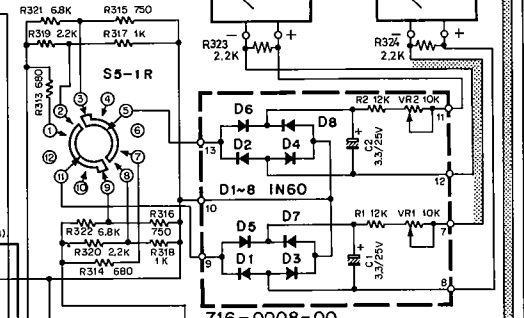 R321 6.8K
R315 750
R319 2.2K
R317 1K
R313 680
S5-1R
3
4
2
5
1
6
12
7
11
8
10
9
R322 6.8K
R316
750
R320 2.2K
R318
1K
R314 680
-
+
R323
2.2K
-
+
R324
2.2K
D6
D8
D2
D4
R2 12K
VR2 10K
11
+
C2
3.3/25V
13
12
D1~8 IN60
10
D5
D7
D1
D3
R1 12K
VR1 10K
7
+
C1
3.3/25V
9
8
716-0008-00